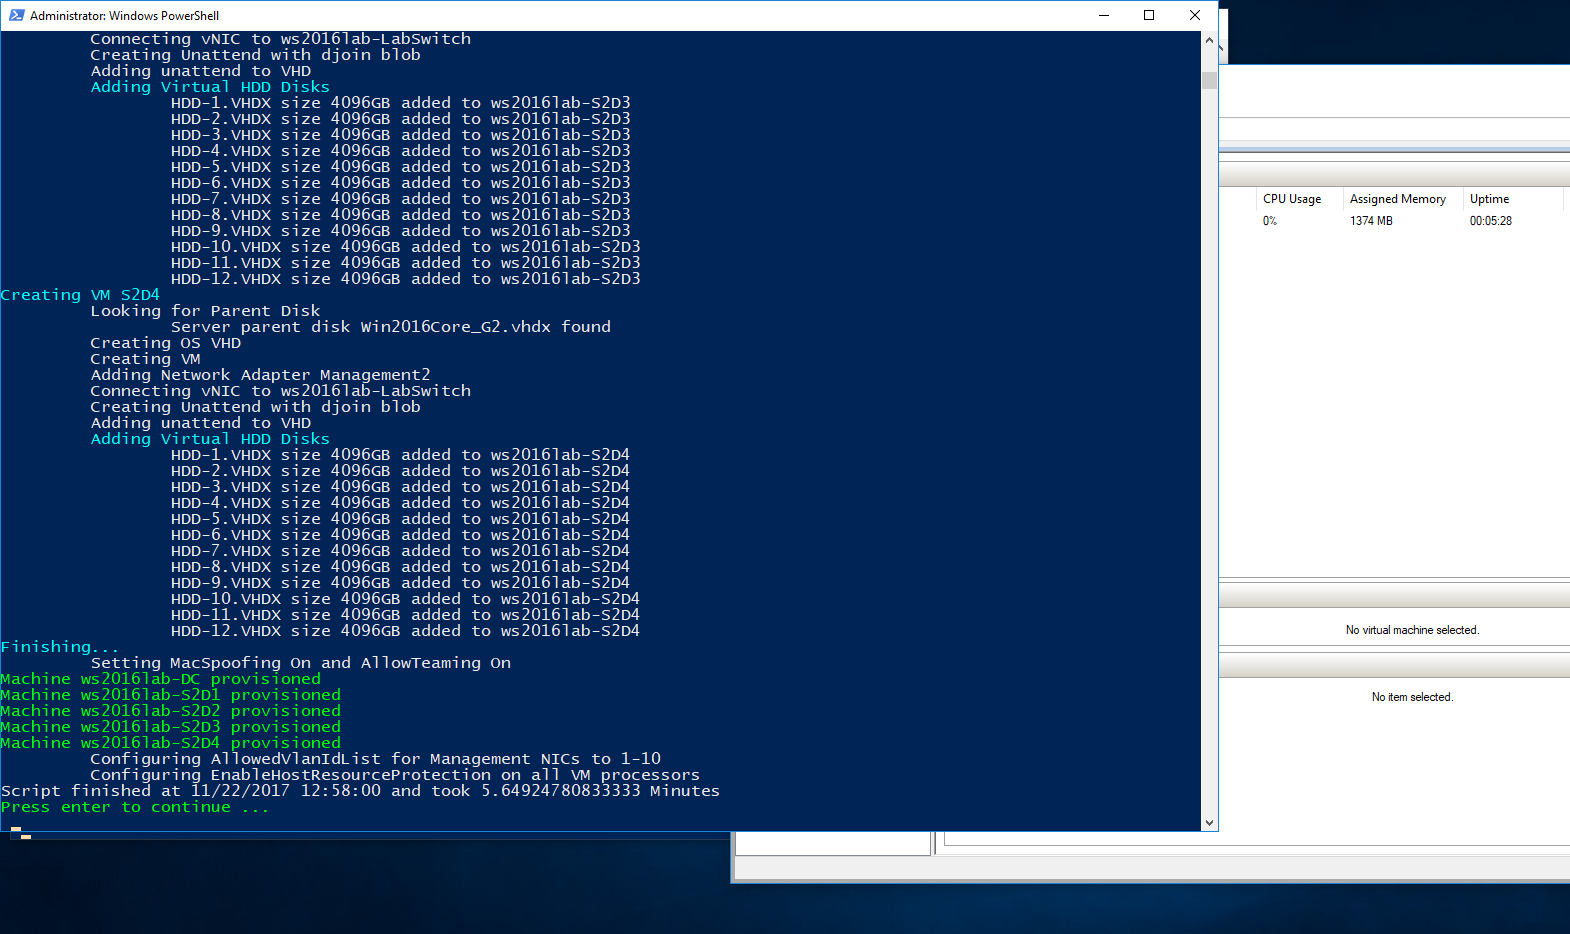 Administrator: Windows PowerShell
Connecting vNIC to ws2016lab-LabSwitch
Creating Unattend with djoin blob
Adding unattend to VHD
Adding Virtual HDD Disks
HDD-1.VHDX size 4096GB added to ws2016lab-S2D3
HDD-2.VHDX size 4096GB added to ws2016lab-S2D3
HDD-3.VHDX size 4096GB added to ws2016lab-S2D3
HDD-4.VHDX size 4096GB added to ws2016lab-S2D3
HDD-5.VHDX size 4096GB added to ws2016lab-S2D3
HDD-6.VHDX size 4096GB added to ws2016lab-S2D3
HDD-7.VHDX size 4096GB added to ws2016lab-S2D3
HDD-8.VHDX size 4096GB added to ws2016lab-S2D3
HDD-9.VHDX size 4096GB added to ws2016lab-S2D3
HDD-10.VHDX size 4096GB added to ws2016lab-S2D3
HDD-11.VHDX size 4096GB added to ws2016lab-S2D3
HDD-12.VHDX size 4096GB added to ws2016lab-S2D3
Creating VM S2D4
Looking for Parent Disk
Server parent disk Win2016Core_G2.vhdx found
Creating OS VHD
Creating VM
Adding Network Adapter Management2
Connecting vNIC to ws2016lab-LabSwitch
Creating Unattend with djoin blob
Adding unattend to VHD
Adding Virtual HDD Disks
HDD-1.VHDX size 4096GB added to ws2016lab-S2D4
HDD-2.VHDX size 4096GB added to ws2016lab-S2D4
HDD-3.VHDX size 4096GB added to ws2016lab-S2D4
HDD-4.VHDX size 4096GB added to ws2016lab-S2D4
HDD-5.VHDX size 4096GB added to ws2016lab-S2D4
HDD-6.VHDX size 4096GB added to ws2016lab-S2D4
HDD-7.VHDX size 4096GB added to ws2016lab-S2D4
HDD-8.VHDX size 4096GB added to ws2016lab-S2D4
HDD-9.VHDX size 4096GB added to ws2016lab-S2D4
HDD-10.VHDX size 4096GB added to ws2016lab-S2D4
HDD-11.VHDX size 4096GB added to ws2016lab-S2D4
HDD-12.VHDX size 4096GB added to ws2016lab-S2D4
Finishing...
Setting MacSpoofing On and AllowTeaming On
Machine ws2016lab-DC provisioned
Machine ws2016lab-S2D1 provisioned
Machine ws2016lab-S2D2 provisioned
Machine ws2016lab-S2D3 provisioned
Machine ws2016lab-S2D4 provisioned
Configuring AllowedVlanIdList for Management NICs to 1-10
Configuring EnableHostResourceProtection on all VM processors
Script finished at 11/22/2017 12:58:00 and took 5.64924780833333 Minutes
Press enter to continue ...
CPU Usage Assigned Memory Uptime
0% 1374 MB 00:05:28
No virtual machine selected.
No item selected.